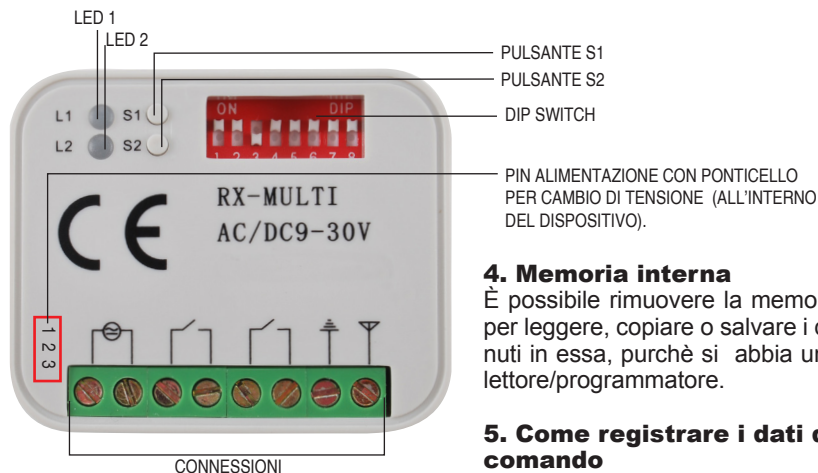 LED 1
LED 2
PULSANTE S1
PULSANTE S2
DIP SWITCH
L1
S1
L2
S2
ON
DIP
1 2 3 4 5 6 7 8
PIN ALIMENTAZIONE CON PONTICELLO
PER CAMBIO DI TENSIONE (ALL'INTERNO
DEL DISPOSITIVO).
CE
RX-MULTI
AC/DC9-30V
1 2 3
CONNESSIONI
4. Memoria interna
È possibile rimuovere la memo
per leggere, copiare o salvare i
nuti in essa, purchè si abbia un
lettore/programmatore.
5. Come registrare i dati
comando